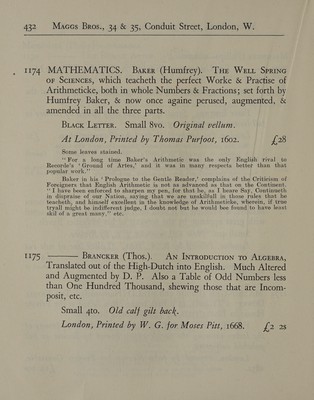 432 MAGGS BROS., 34 & 35, Conduit Street, London, W.
1174 MATHEMATICS. BAKER (Humfrey). THE WELL SPRING
OF SCIENCES, which teacheth the perfect Worke & Practise of
Arithmeticke, both in whole Numbers & Fractions; set forth by
Humfrey Baker, & now once againe perused, augmented, &
amended in all the three parts.
BLACK LETTER. Small 8vo. Original vellum.
At London, Printed by Thomas Purfoot, 1602. £28
Some leaves stained.
"For a long time Baker's Arithmetic was the only English rival to
Recorde's 'Ground of Artes,' and it was in many respects better than that
popular work."
Baker in his 'Prologue to the Gentle Reader,' complains of the Criticism of
Foreigners that English Arithmetic is not as advanced as that on the Continent.
"I have been enforced to sharpen my pen, for that he, as I heare Say, Contineth
in dispraise of our Nation, saying that we are unskilfull in those rules that he
teacheth, and himself excellent in the knowledge of Arithmeticke, wherein, if true
tryall might be indifferent judge, I doubt not but he would bee found to have least
skil of a great many." etc.
1175 ——— BRANCKER (Thos.). AN INTRODUCTION TO ALGEBRA,
Translated out of the High-Dutch into English. Much Altered
and Augmented by D. P. Also a Table of Odd Numbers less
than One Hundred Thousand, shewing those that are Incom-
posit, etc.
Small 4to. Old calf gilt back.
London, Printed by W. G. for Moses Pitt, 1668. £2 2s